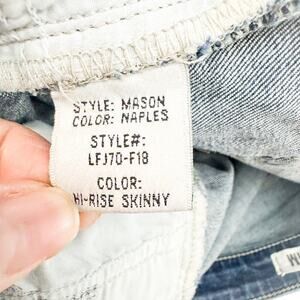 STYLE: MASON
COLOR: NAPLES
STYLE#:
LFJ70-F18
COLOR:
HI-RISE SKINNY